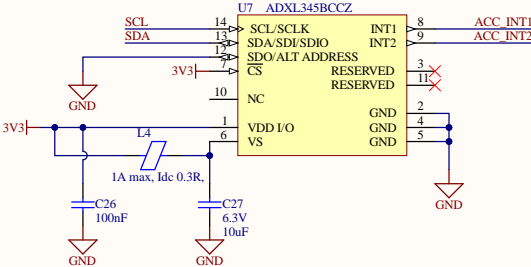 U7 ADXL345BCCZ
SCL 14 SCL/SCLK INT1 8 ACC_INT1
SDA 13 SDA/SDI/SDIO INT2 9 ACC_INT2
12 SDO/ALT ADDRESS
3V3 7 CS RESERVED 3
RESERVED 11
GND
10 NC
GND 2
3V3 1 VDD I/O GND 4
L4 6 VS GND 5
1A max, Idc 0.3R,
C26
100nF
C27
6.3V
10uF
GND
GND
GND